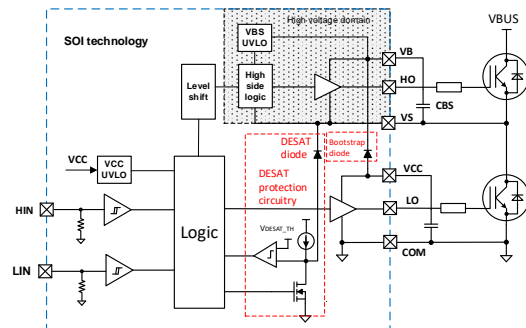 VBUS
High voltage domain
SOI technology
VBS
UVLO
VB
Level
shift
High side
logic
HO
CBS
VS
DESAT
diode
Bootstrap
diode
VCC
VCC
UVLO
VCC
DESAT
protection
circuitry
HIN
LO
Logic
VDESAT_TH
COM
LIN